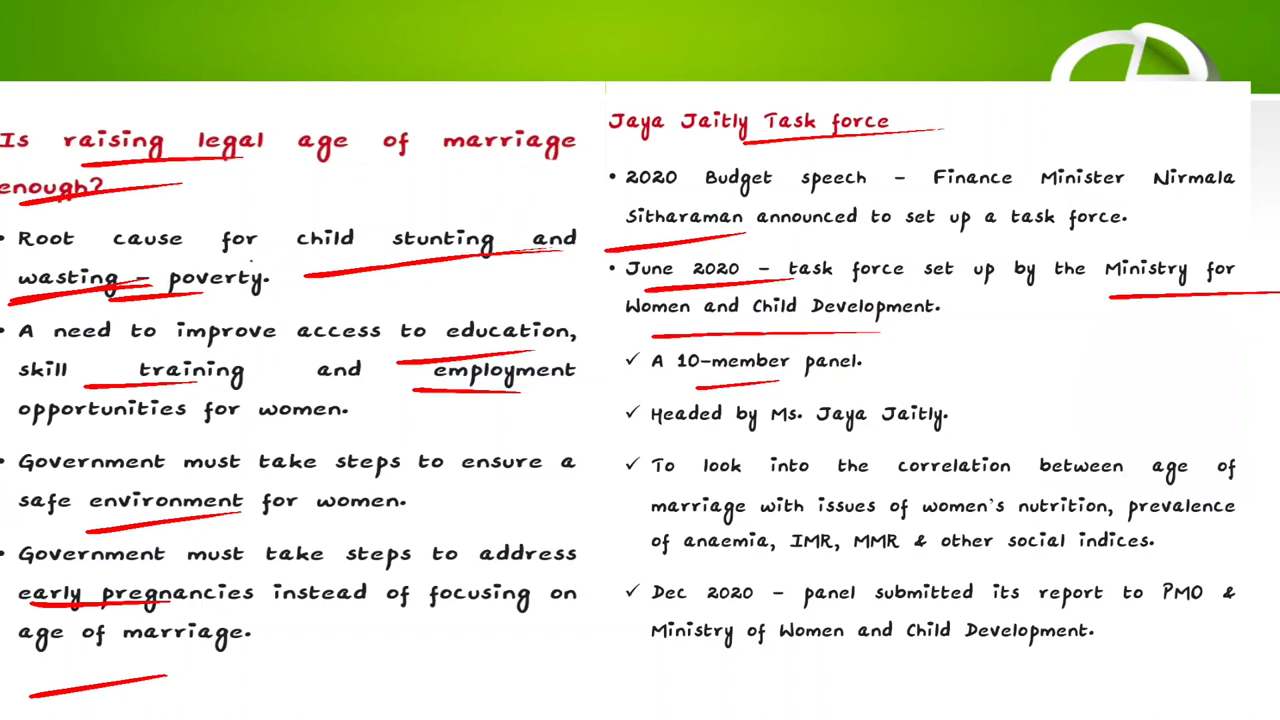 Is raising legal age of marriage
enough?
• Root cause for child stunting and
wasting – poverty.
• A need to improve access to education,
skill training and employment
opportunities for women.
• Government must take steps to ensure a
safe environment for women.
• Government must take steps to address
early pregnancies instead of focusing on
age of marriage.
Jaya Jaitly Task force
• 2020 Budget speech – Finance Minister Nirmala
Sitharaman announced to set up a task force.
• June 2020 – task force set up by the Ministry for
Women and Child Development.
✓ A 10-member panel.
✓ Headed by Ms. Jaya Jaitly.
✓ To look into the correlation between age of
marriage with issues of women's nutrition, prevalence
of anaemia, IMR, MMR & other social indices.
✓ Dec 2020 – panel submitted its report to PMO &
Ministry of Women and Child Development.